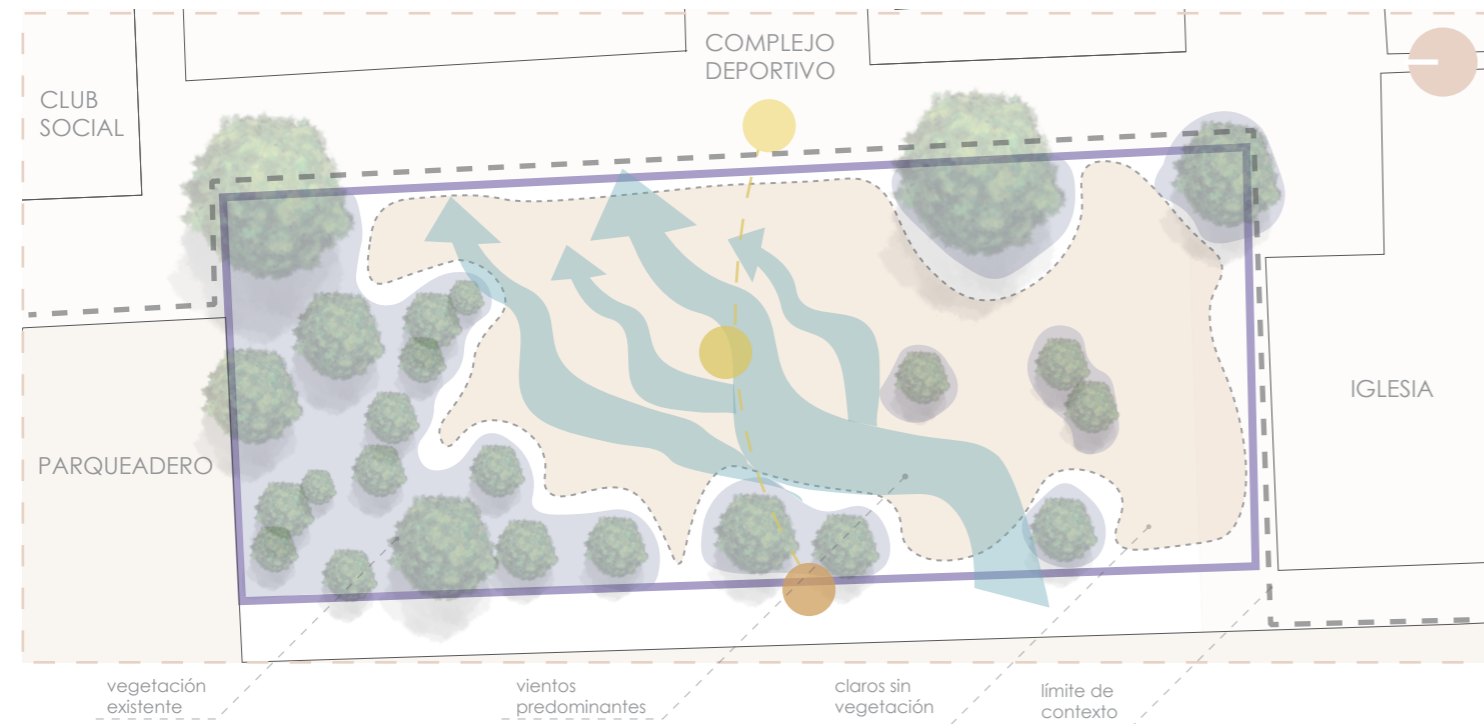 COMPLEJO
DEPORTIVO
CLUB
SOCIAL
IGLESIA
PARQUEADERO
vegetación
existente
vientos
predominantes
claros sin
vegetación
límite de
contexto